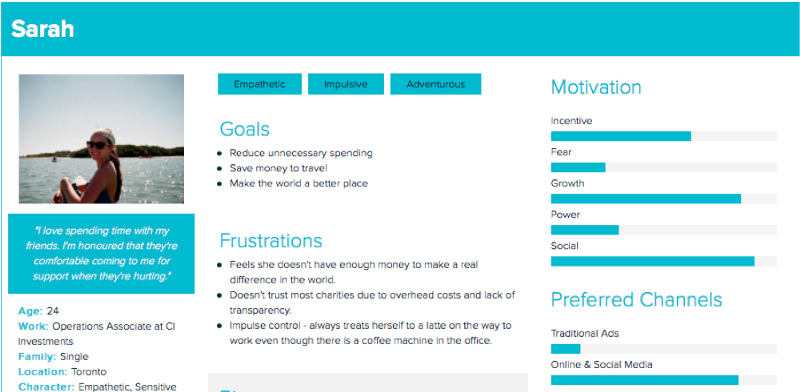 Sarah
Empathetic Impulsive Adventurous
"I love spending time with my
friends. I'm honoured that they're
comfortable coming to me for
support when they're hurting."
Age: 24
Work: Operations Associate at CI
Investments
Family: Single
Location: Toronto
Character: Empathetic, Sensitive
Goals
Reduce unnecessary spending
Save money to travel
Make the world a better place
Frustrations
Feels she doesn't have enough money to make a real
difference in the world.
Doesn't trust most charities due to overhead costs and lack of
transparency.
Impulse control - always treats herself to a latte on the way to
work even though there is a coffee machine in the office.
Motivation
Incentive
Fear
Growth
Power
Social
Preferred Channels
Traditional Ads
Online & Social Media